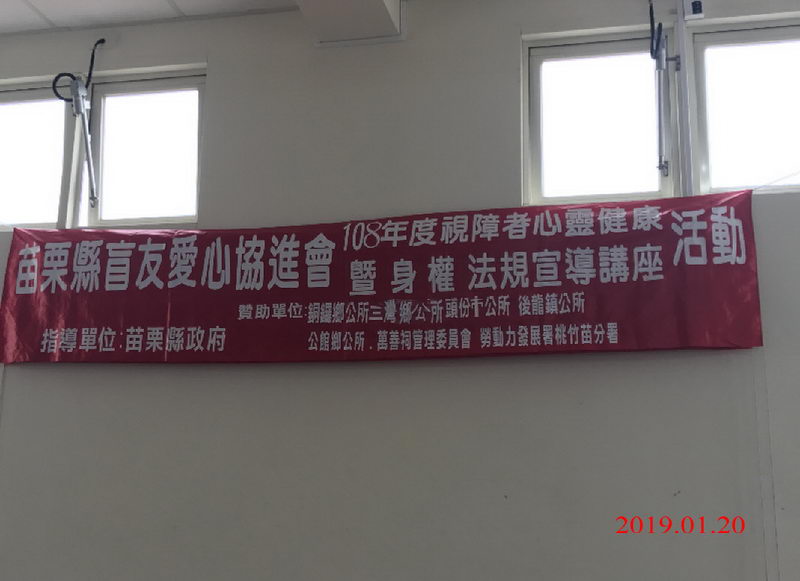 苗栗縣盲友愛心協進會 108年度視障者心靈健康
暨身權法規宣導講座 活動
贊助單位:銅鑼鄉公所三灣鄉公所頭份市公所 後龍鎮公所
指導單位:苗栗縣政府
公館鄉公所.萬善祠管理委員會 勞動力發展署桃竹苗分署
2019.01.20